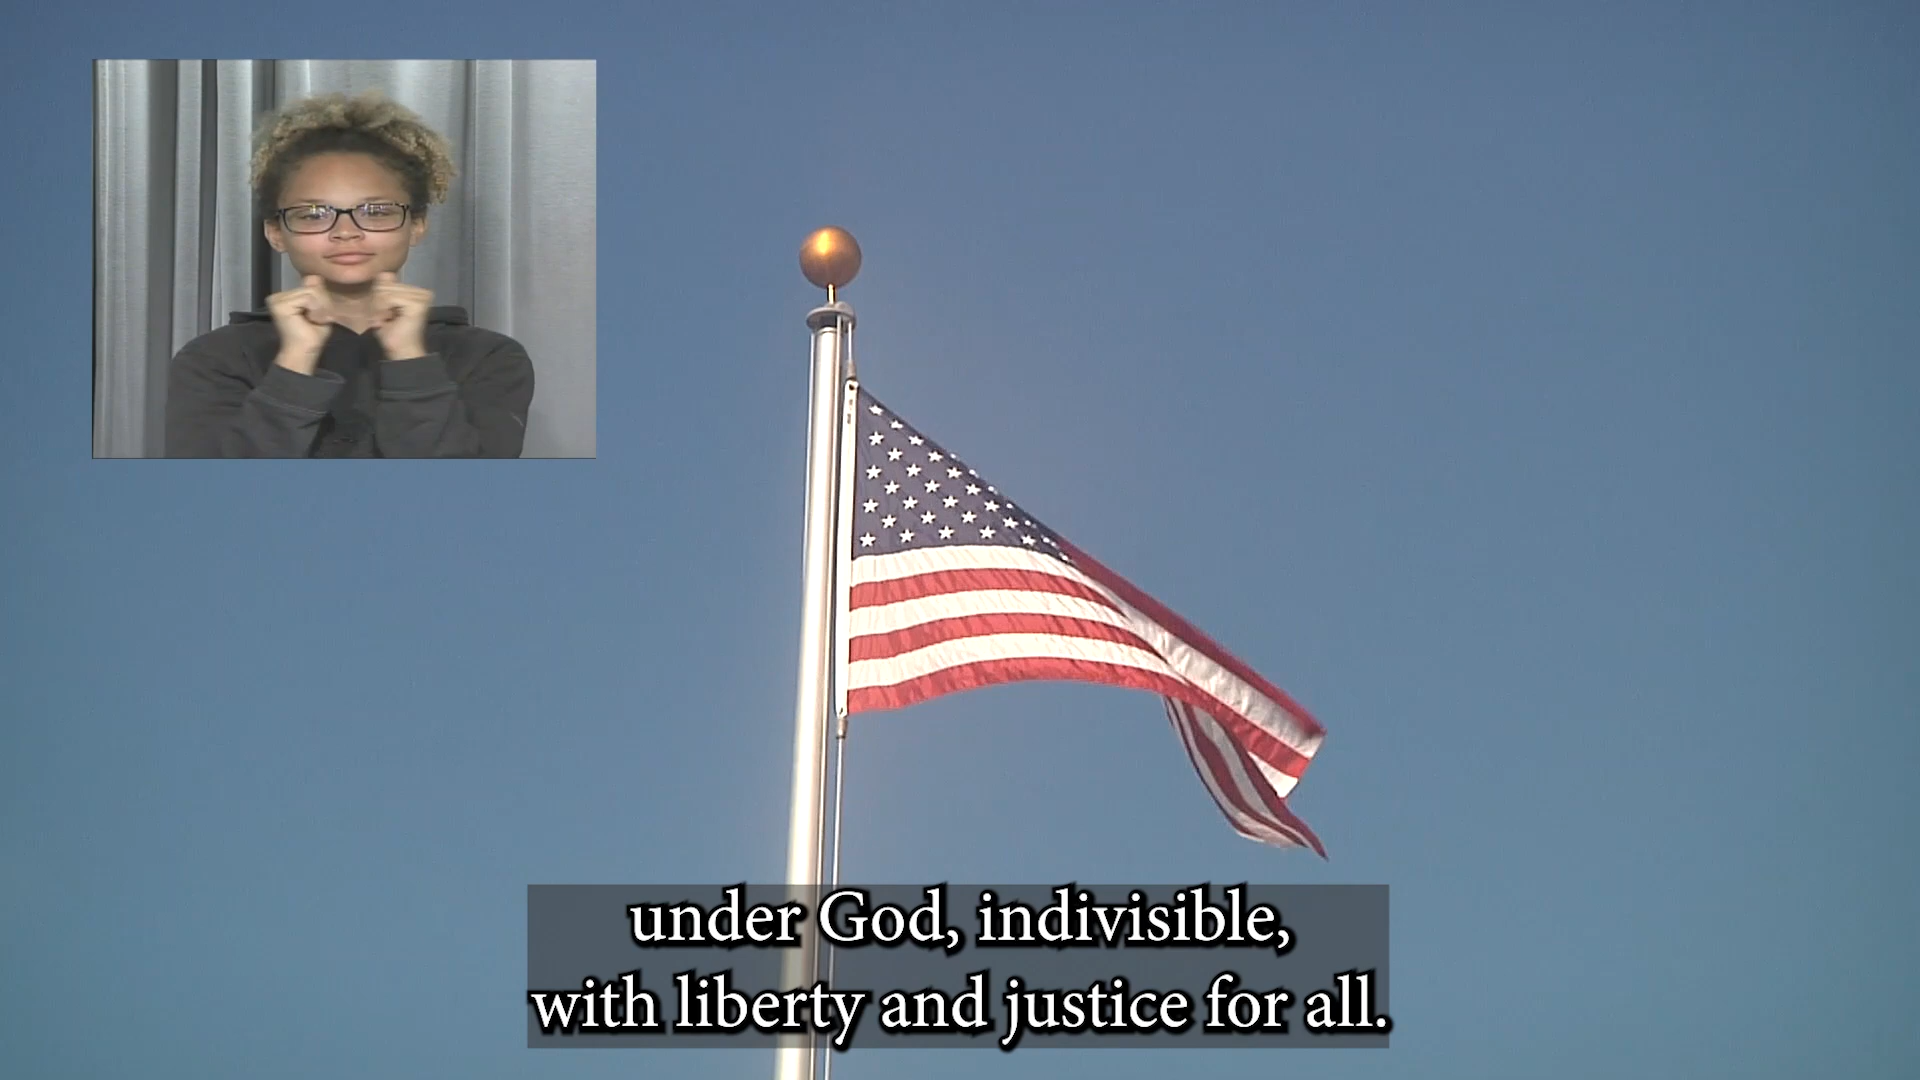 under God, indivisible,
with liberty and justice for all.